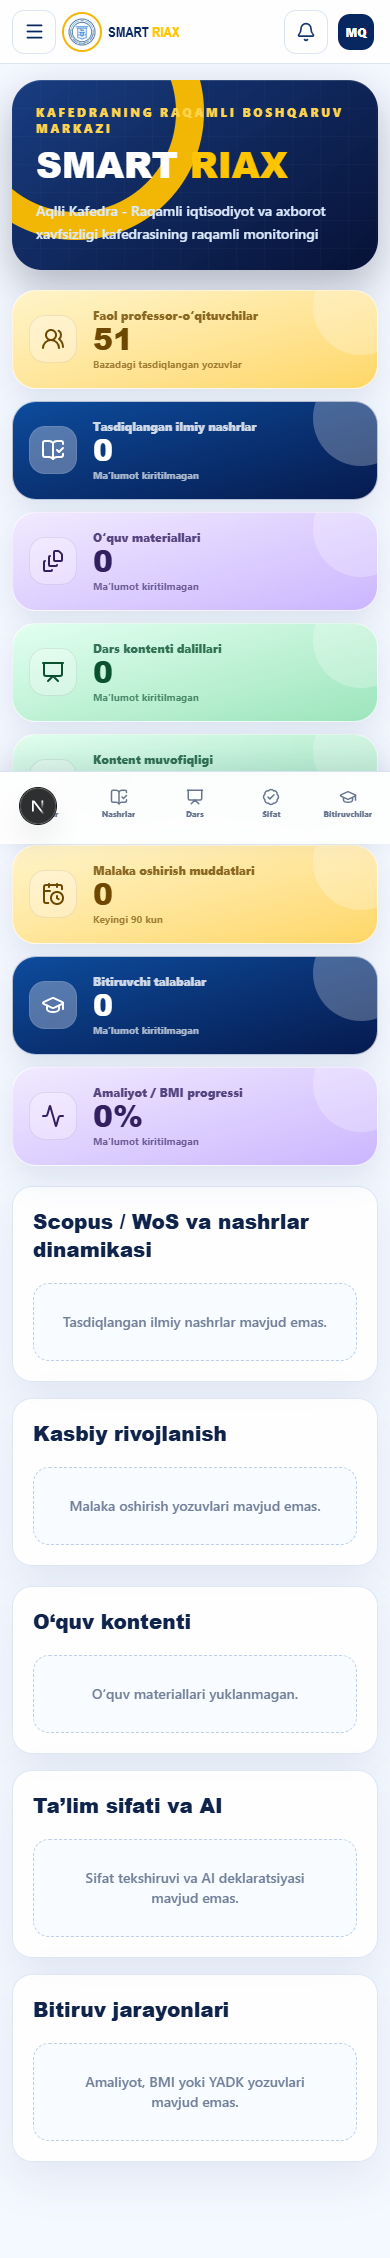 SMART RIAX
MQ
KAFEDRANING RAQAMLI BOSHQARUV
MARKAZI
SMART RIAX
Aqlli Kafedra - Raqamli iqtisodiyot va axborot
xavfsizligi kafedrasining raqamli monitoringi
Faol professor-o‘qituvchilar
51
Bazadagi tasdiqlangan yozuvlar
Tasdiqlangan ilmiy nashrlar
0
Ma’lumot kiritilmagan
O‘quv materiallari
0
Ma’lumot kiritilmagan
Dars kontenti dalillari
0
Ma’lumot kiritilmagan
Kontent muvofiqligi
N
Nashrlar
Dars
Sifat
Bitiruvchilar
Malaka oshirish muddatlari
0
Keyingi 90 kun
Bitiruvchi talabalar
0
Ma’lumot kiritilmagan
Amaliyot / BMI progressi
0%
Ma’lumot kiritilmagan
Scopus / WoS va nashrlar
dinamikasi
Tasdiqlangan ilmiy nashrlar mavjud emas.
Kasbiy rivojlanish
Malaka oshirish yozuvlari mavjud emas.
O‘quv kontenti
O‘quv materiallari yuklanmagan.
Ta’lim sifati va AI
Sifat tekshiruvi va AI deklaratsiyasi
mavjud emas.
Bitiruv jarayonlari
Amaliyot, BMI yoki YADK yozuvlari
mavjud emas.